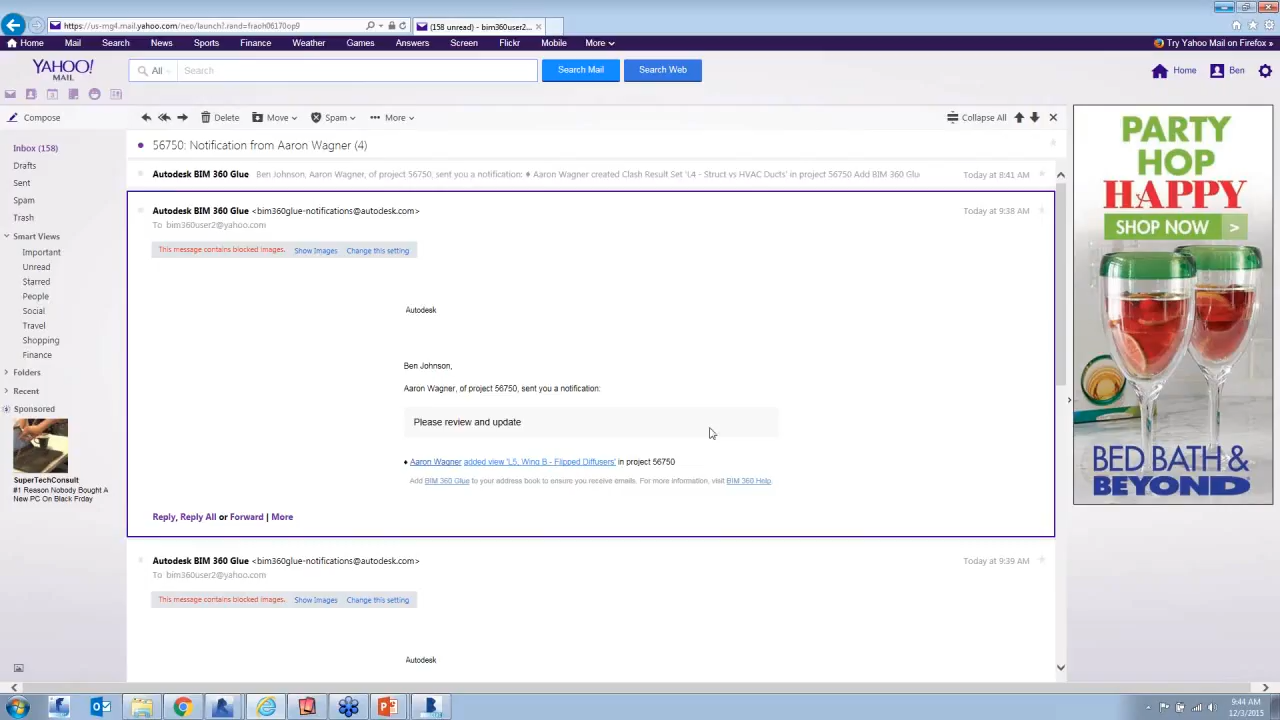 https://us-mg4.mail.yahoo.com/neo/launch?.rand=fraoh06170op9
(158 unread) - bim360user2...
Home Mail Search News Sports Finance Weather Games Answers Screen Flickr Mobile More
Try Yahoo Mail on Firefox »
YAHOO!
MAIL
All Search
Search Mail
Search Web
Home
Ben
Compose
Delete Move Spam More
Collapse All
Inbox (158)
Drafts
Sent
Spam
Trash
Smart Views
Important
Unread
Starred
People
Social
Travel
Shopping
Finance
Folders
Recent
Sponsored
SuperTechConsult
#1 Reason Nobody Bought A
New PC On Black Friday
56750: Notification from Aaron Wagner (4)
Autodesk BIM 360 Glue Ben Johnson, Aaron Wagner, of project 56750, sent you a notification: ♦ Aaron Wagner created Clash Result Set 'L4 - Struct vs HVAC Ducts' in project 56750 Add BIM 360 Glu
Today at 8:41 AM
Autodesk BIM 360 Glue <bim360glue-notifications@autodesk.com>
Today at 9:38 AM
To bim360user2@yahoo.com
This message contains blocked images. Show Images Change this setting
Autodesk
Ben Johnson,
Aaron Wagner, of project 56750, sent you a notification:
Please review and update
♦ Aaron Wagner added view 'L5, Wing B - Flipped Diffusers' in project 56750
Add BIM 360 Glue to your address book to ensure you receive emails. For more information, visit BIM 360 Help.
Reply, Reply All or Forward | More
Autodesk BIM 360 Glue <bim360glue-notifications@autodesk.com>
Today at 9:39 AM
To bim360user2@yahoo.com
This message contains blocked images. Show Images Change this setting
Autodesk
PARTY
HOP
HAPPY
SHOP NOW >
BED BATH &
BEYOND
9:44 AM
12/3/2015